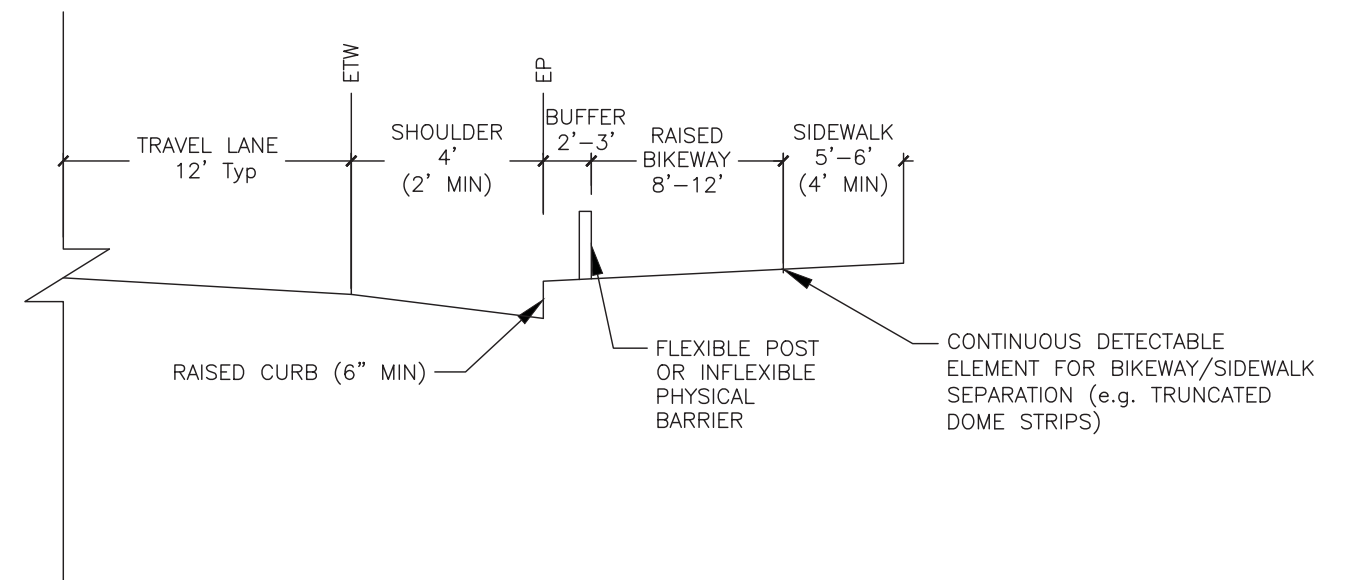 ETW
EP
TRAVEL LANE
12' Typ
SHOULDER
4'
(2' MIN)
BUFFER
2'-3'
RAISED
BIKEWAY
8'-12'
SIDEWALK
5'-6'
(4' MIN)
RAISED CURB (6" MIN)
FLEXIBLE POST
OR INFLEXIBLE
PHYSICAL
BARRIER
CONTINUOUS DETECTABLE
ELEMENT FOR BIKEWAY/SIDEWALK
SEPARATION (e.g. TRUNCATED
DOME STRIPS)